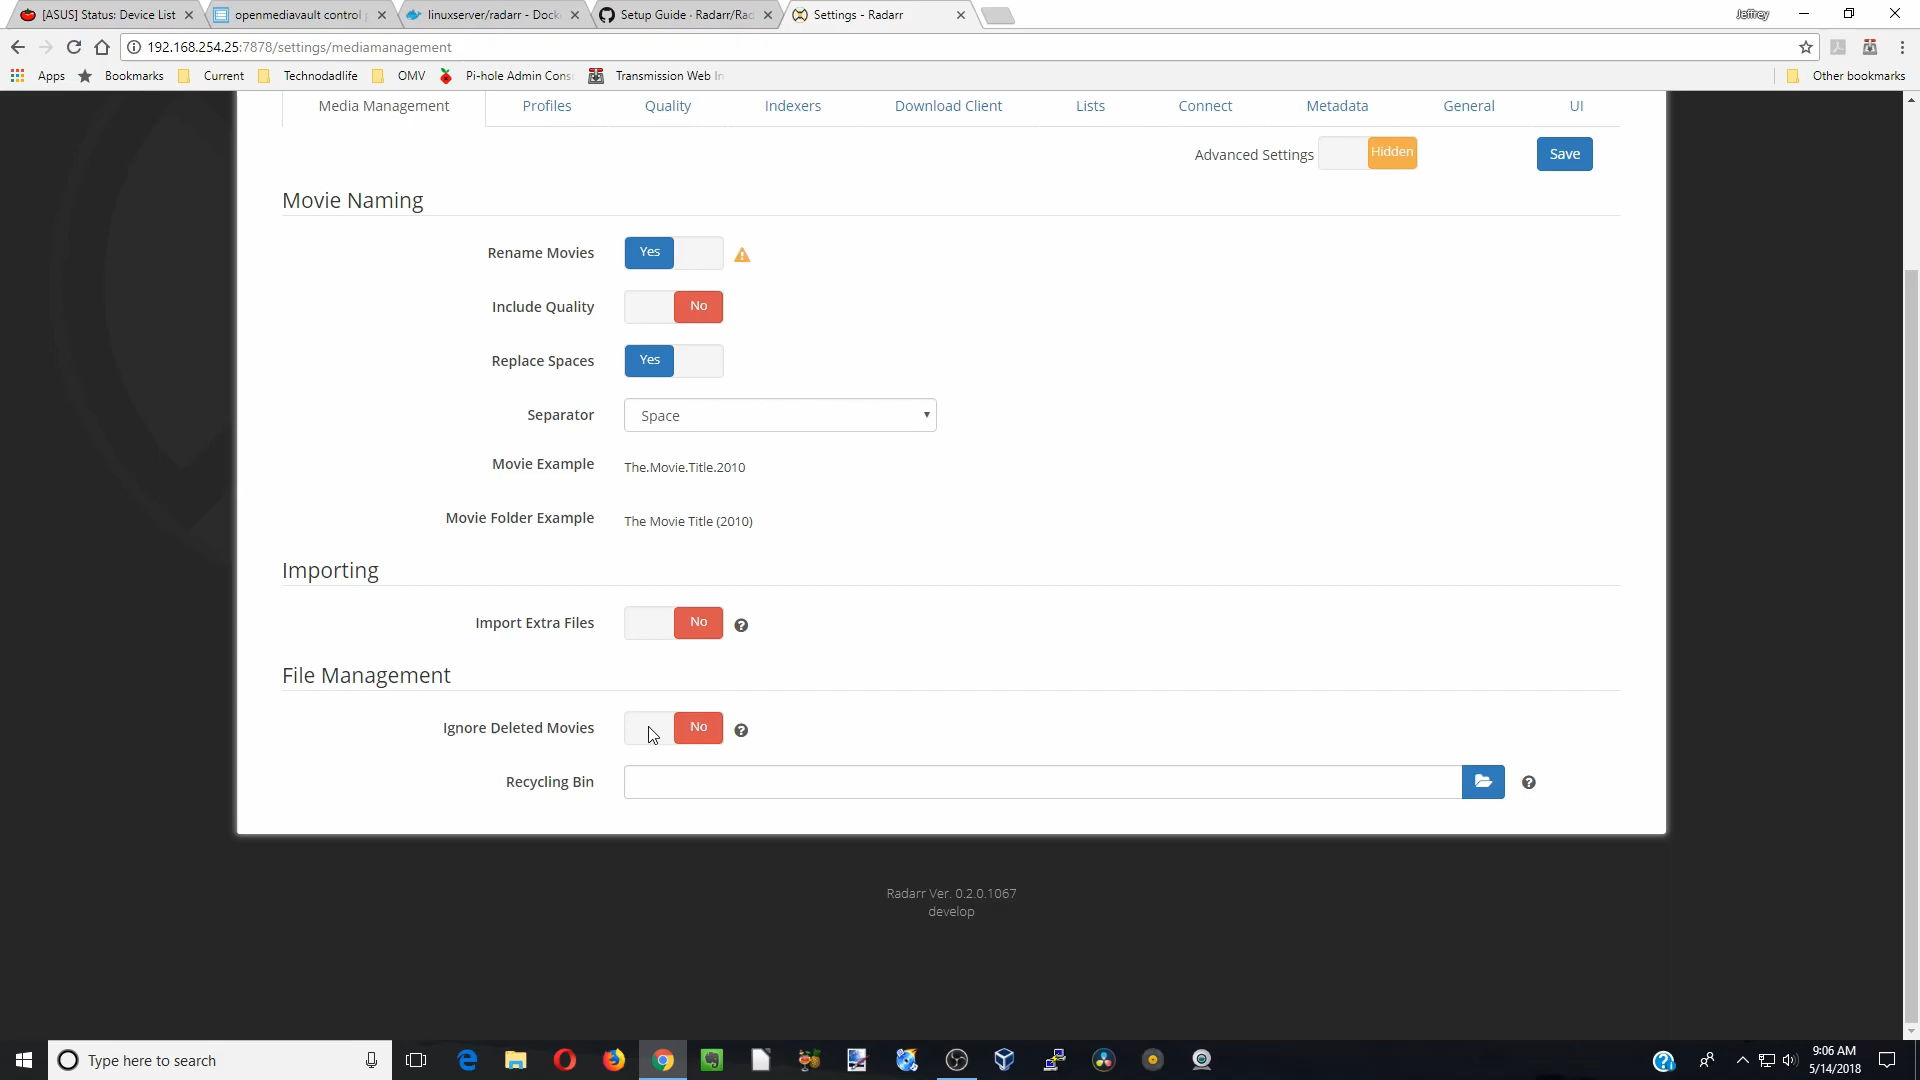 [ASUS] Status: Device List
openmediavault control
linuxserver/radarr - Dock
Setup Guide · Radarr/Rad
Settings - Radarr
Jeffrey
192.168.254.25:7878/settings/mediamanagement
Apps
Bookmarks
Current
Technodadlife
OMV
Pi-hole Admin Cons
Transmission Web In
Other bookmarks
Media Management
Profiles
Quality
Indexers
Download Client
Lists
Connect
Metadata
General
UI
Advanced Settings
Hidden
Save
Movie Naming
Rename Movies
Yes
Include Quality
No
Replace Spaces
Yes
Separator
Space
Movie Example
The.Movie.Title.2010
Movie Folder Example
The Movie Title (2010)
Importing
Import Extra Files
No
File Management
Ignore Deleted Movies
No
Recycling Bin
Radarr Ver. 0.2.0.1067
develop
Type here to search
9:06 AM
5/14/2018